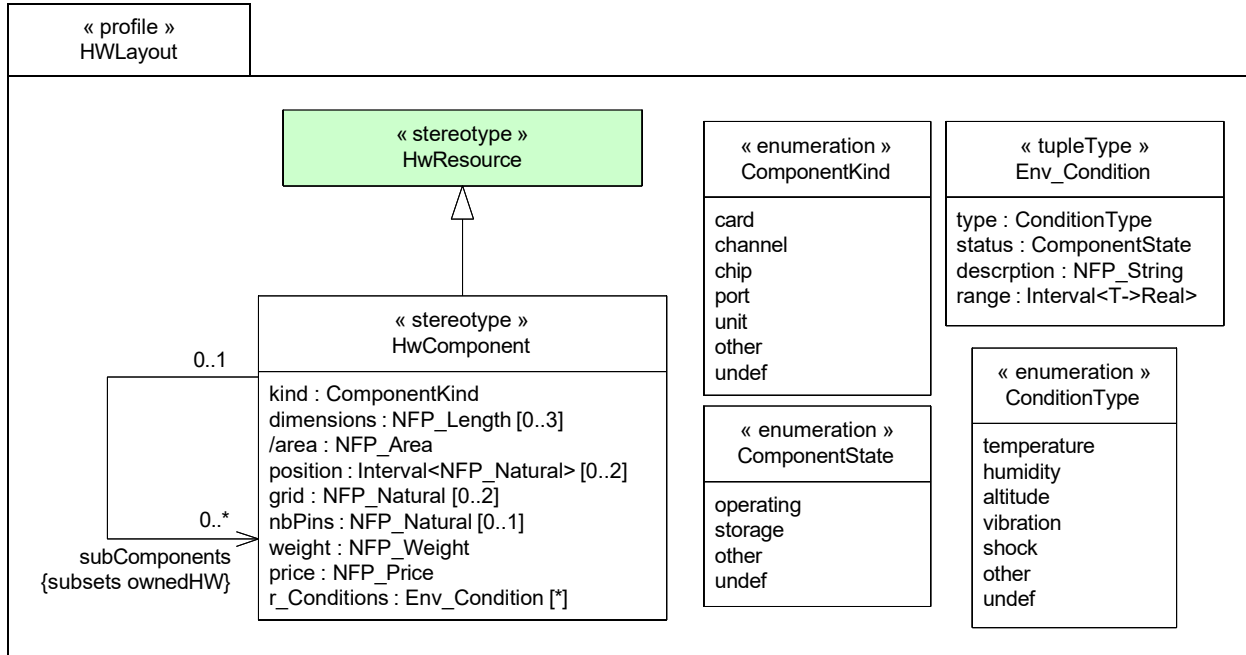 « profile »
HWLayout
« stereotype »
HwResource
« stereotype »
HwComponent
kind : ComponentKind
dimensions : NFP_Length [0..3]
/area : NFP_Area
position : Interval<NFP_Natural> [0..2]
grid : NFP_Natural [0..2]
nbPins : NFP_Natural [0..1]
weight : NFP_Weight
price : NFP_Price
r_Conditions : Env_Condition [*]
0..1
0..*
subComponents
{subsets ownedHW}
« enumeration »
ComponentKind
card
channel
chip
port
unit
other
undef
« enumeration »
ComponentState
operating
storage
other
undef
« tupleType »
Env_Condition
type : ConditionType
status : ComponentState
descrption : NFP_String
range : Interval<T->Real>
« enumeration »
ConditionType
temperature
humidity
altitude
vibration
shock
other
undef